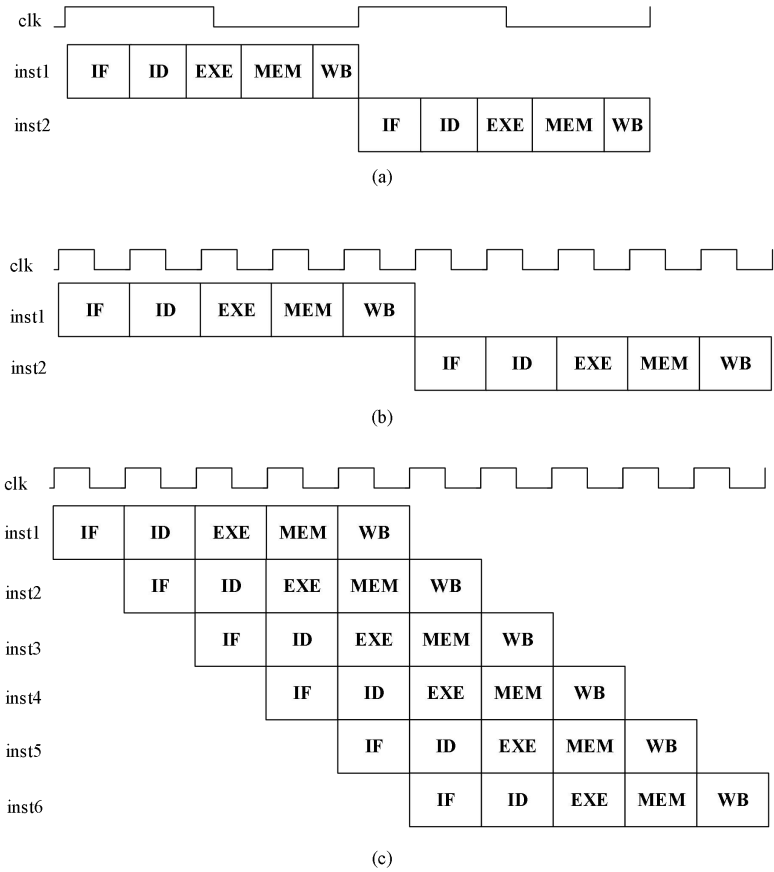 clk
inst1 IF ID EXE MEM WB
inst2 IF ID EXE MEM WB
(a)
clk
inst1 IF ID EXE MEM WB
inst2 IF ID EXE MEM WB
(b)
clk
inst1 IF ID EXE MEM WB
inst2 IF ID EXE MEM WB
inst3 IF ID EXE MEM WB
inst4 IF ID EXE MEM WB
inst5 IF ID EXE MEM WB
inst6 IF ID EXE MEM WB
(c)